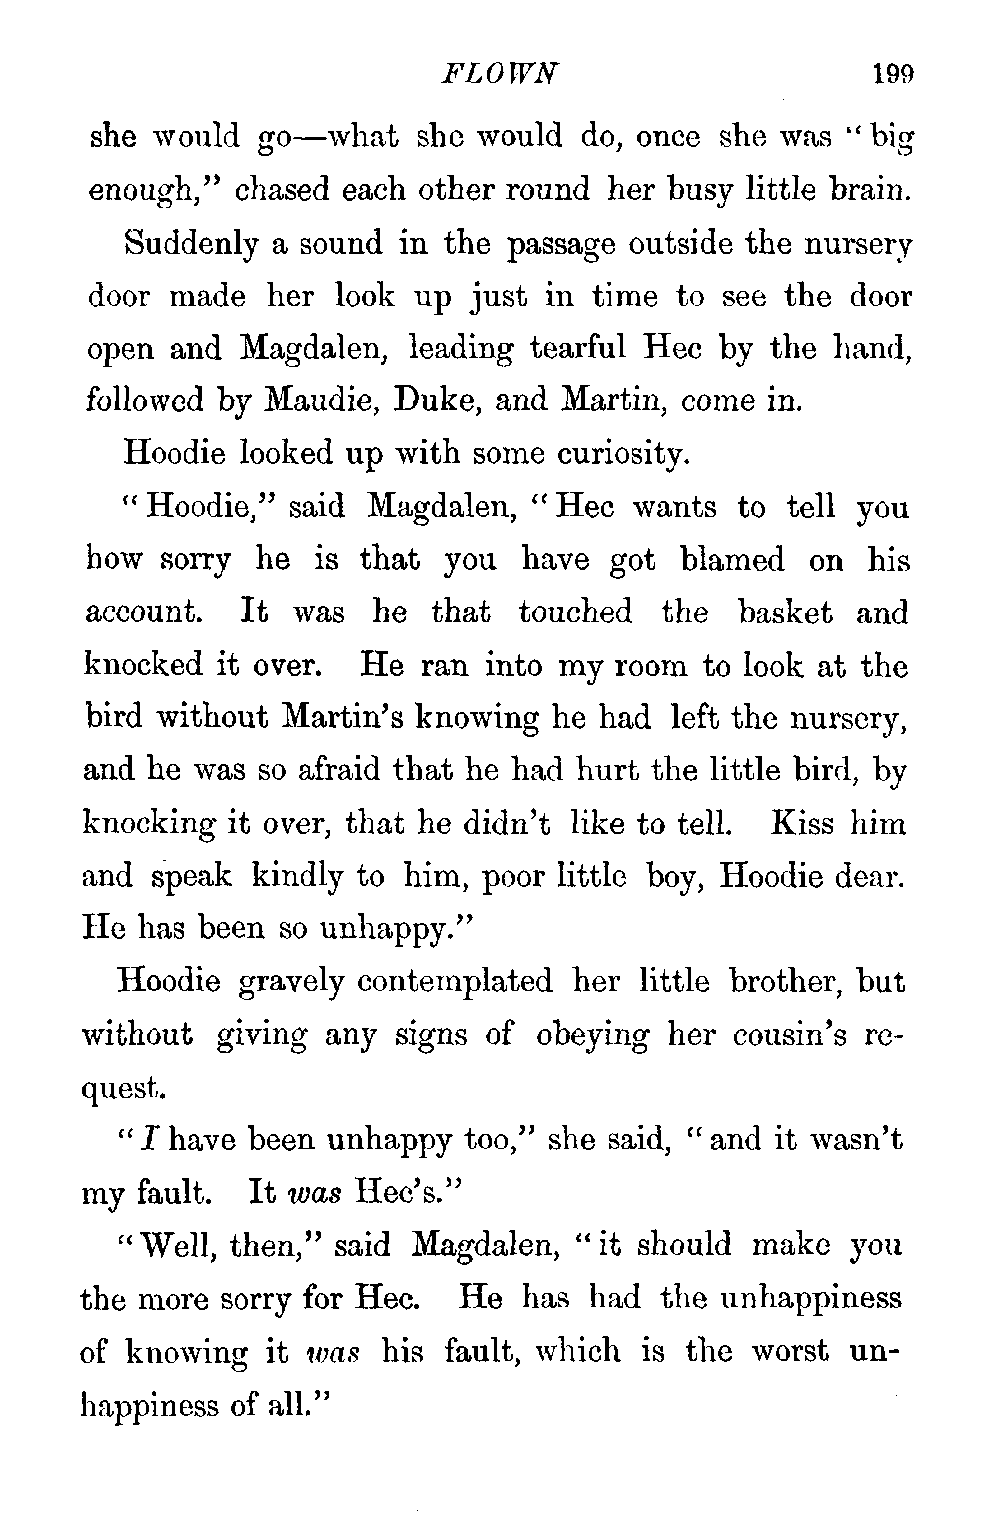 FLOWN 199
she would go—what she would do, once she was “big
enough,” chased each other round her busy little brain.
Suddenly a sound in the passage outside the nursery
door made her look up just in time to see the door
open and Magdalen, leading tearful Hec by the hand,
followed by Maudie, Duke, and Martin, come in.
Hoodie looked up with some curiosity.
“Hoodie,” said Magdalen, “Hec wants to tell you
how sorry he is that you have got blamed on his
account. It was he that touched the basket and
knocked it over. He ran into my room to look at the
bird without Martin’s knowing he had left the nursery,
and he was so afraid that he had hurt the little bird, by
knocking it over, that he didn’t like to tell. Kiss him
and speak kindly to him, poor little boy, Hoodie dear.
He has been so unhappy.”
Hoodie gravely contemplated her little brother, but
without giving any signs of obeying her cousin’s re-
quest.
“I have been unhappy too,” she said, “and it wasn’t
my fault. It was Hec’s.”
“Well, then,” said Magdalen, “it should make you
the more sorry for Hec. He has had the unhappiness
of knowing it was his fault, which is the worst un-
happiness of all.”